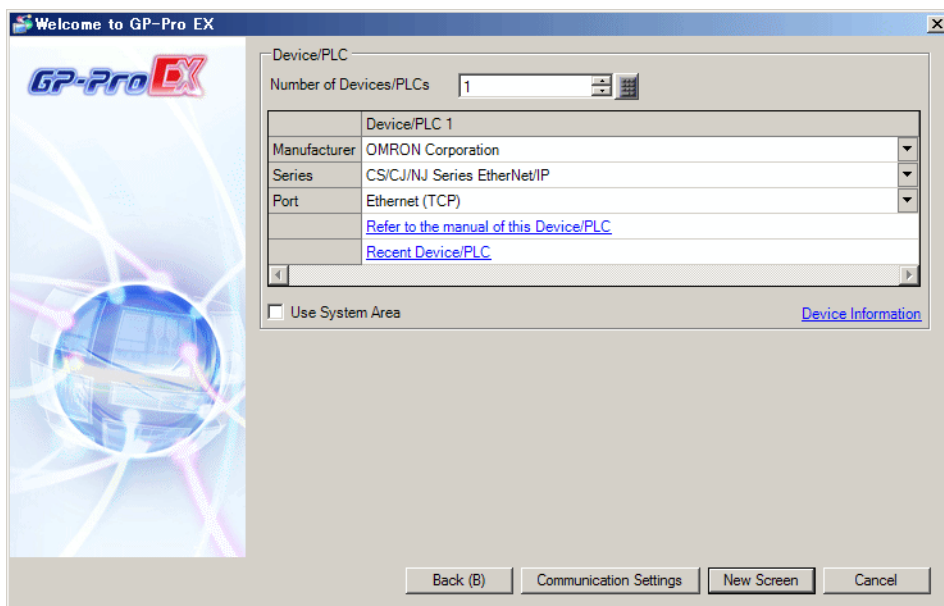 Welcome to GP-Pro EX
GP-Pro EX
Device/PLC
Number of Devices/PLCs 1
Device/PLC 1
Manufacturer OMRON Corporation
Series CS/CJ/NJ Series EtherNet/IP
Port Ethernet (TCP)
Refer to the manual of this Device/PLC
Recent Device/PLC
Use System Area Device Information
Back (B) Communication Settings New Screen Cancel